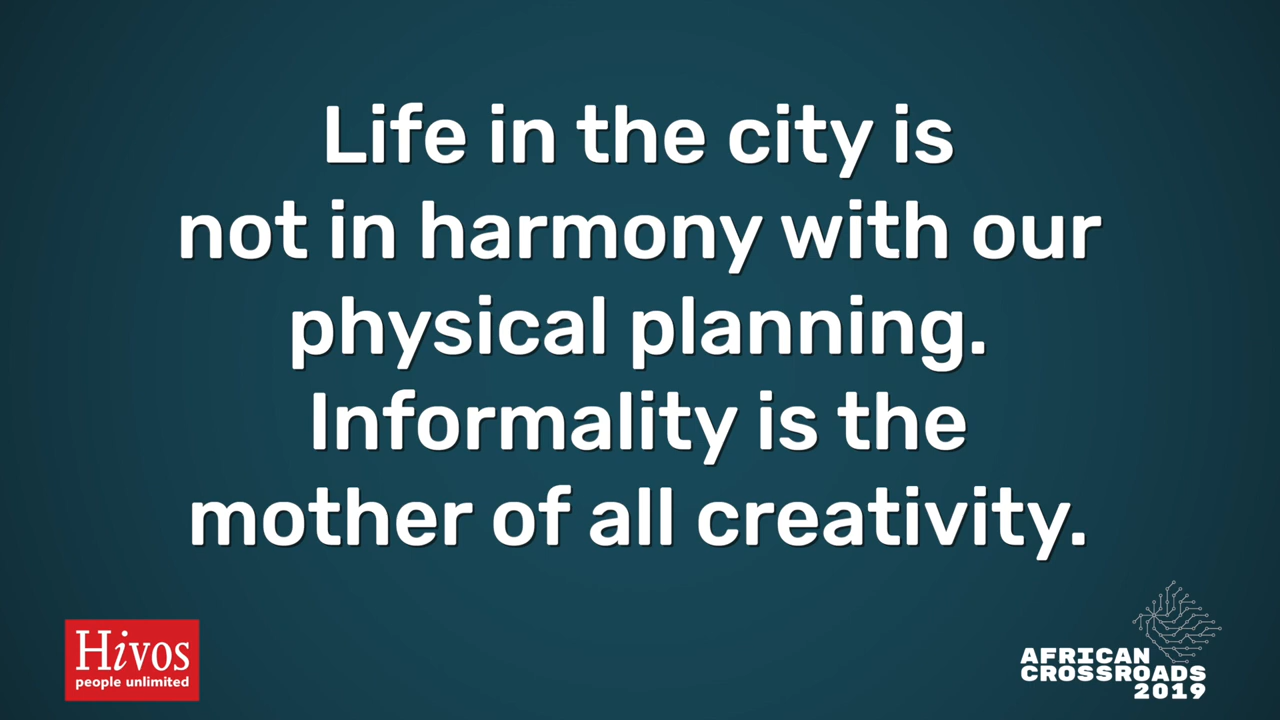 Life in the city is
not in harmony with our
physical planning.
Informality is the
mother of all creativity.
Hivos
people unlimited
AFRICAN
CROSSROADS
2019